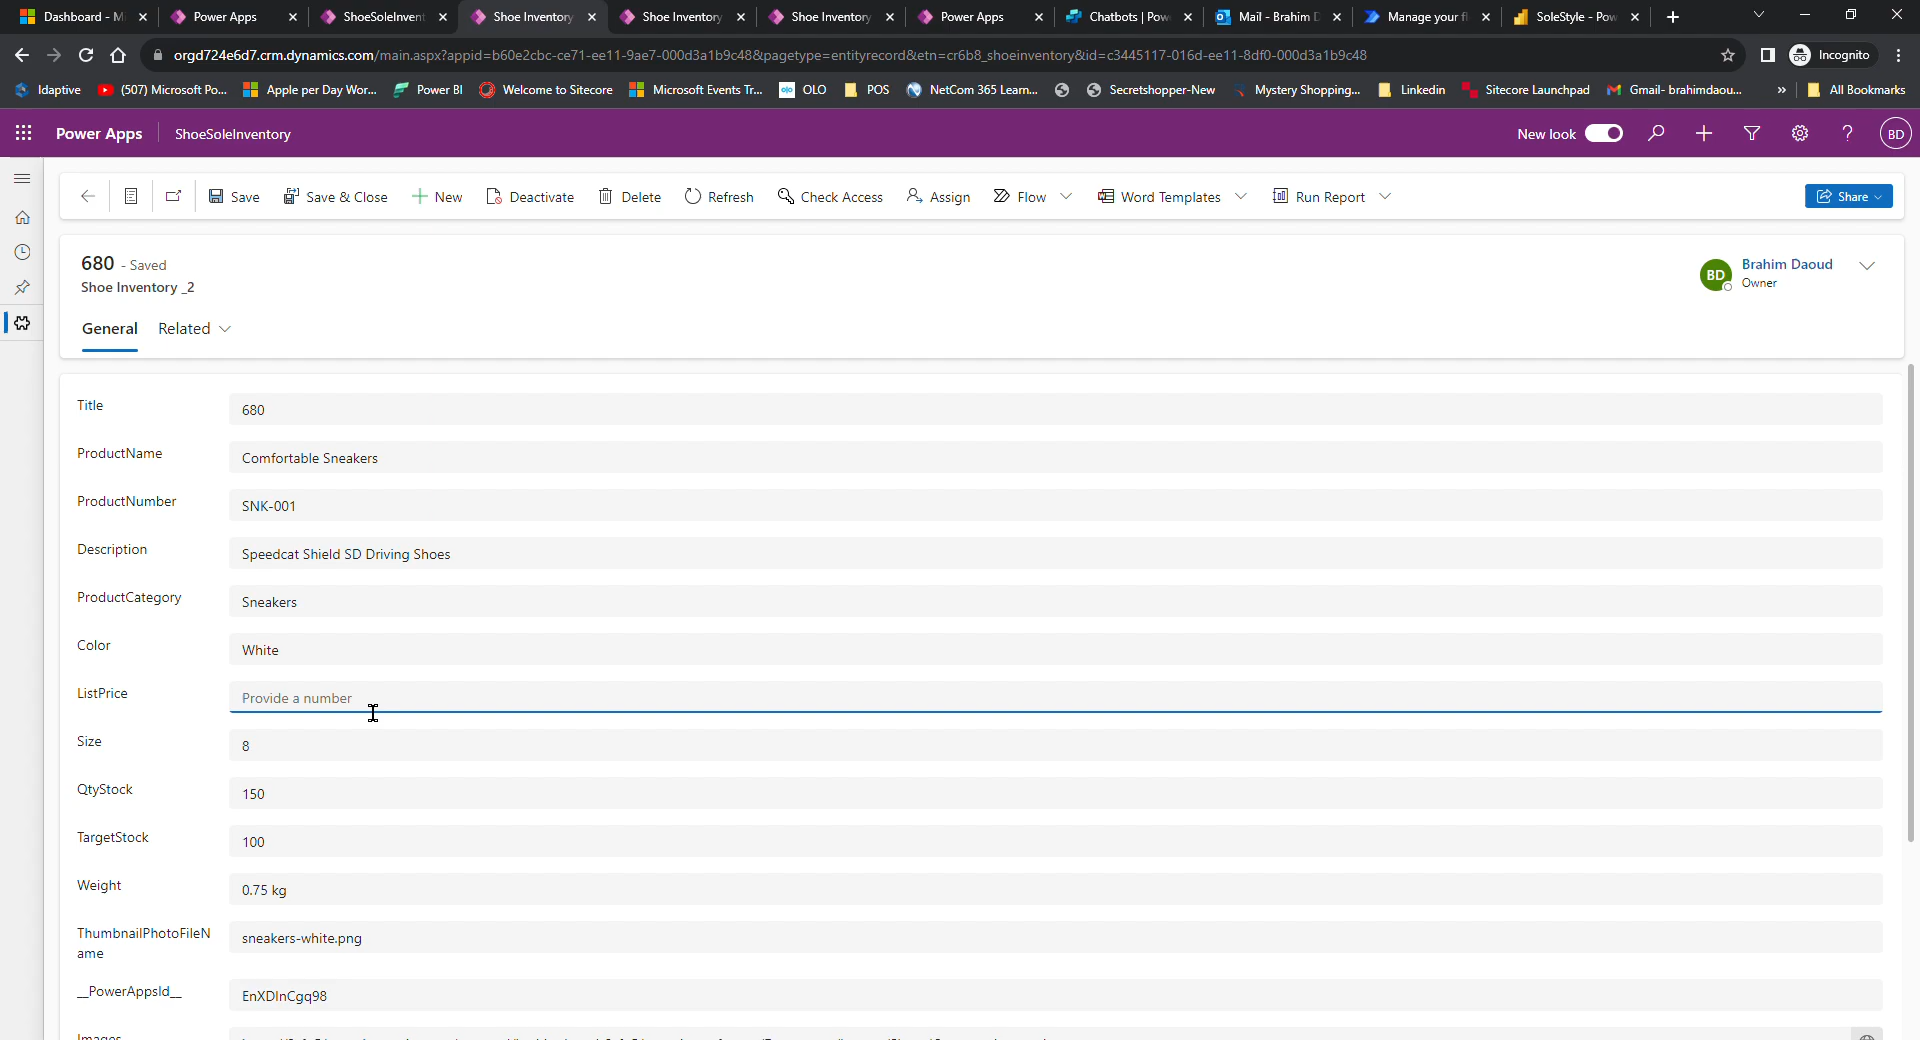 Dashboard - M
Power Apps
ShoeSoleInvent
Shoe Inventory
Shoe Inventory
Shoe Inventory
Power Apps
Chatbots | Pow
Mail - Brahim D
Manage your fl
SoleStyle - Pow
orgd724e6d7.crm.dynamics.com/main.aspx?appid=b60e2cbc-ce71-ee11-9ae7-000d3a1b9c48&pagetype=entityrecord&etn=cr6b8_shoeinventory&id=c3445117-016d-ee11-8df0-000d3a1b9c48
Incognito
Idaptive
(507) Microsoft Po...
Apple per Day Wor...
Power BI
Welcome to Sitecore
Microsoft Events Tr...
OLO
POS
NetCom 365 Learn...
Secretshopper-New
Mystery Shopping...
Linkedin
Sitecore Launchpad
Gmail- brahimdaou...
»
All Bookmarks
Power Apps
ShoeSoleInventory
New look
BD
Save
Save & Close
New
Deactivate
Delete
Refresh
Check Access
Assign
Flow
Word Templates
Run Report
Share
680 - Saved
Shoe Inventory _2
BD
Brahim Daoud
Owner
General
Related
Title
680
ProductName
Comfortable Sneakers
ProductNumber
SNK-001
Description
Speedcat Shield SD Driving Shoes
ProductCategory
Sneakers
Color
White
ListPrice
Provide a number
Size
8
QtyStock
150
TargetStock
100
Weight
0.75 kg
ThumbnailPhotoFileN
ame
sneakers-white.png
__PowerAppsId__
EnXDInCgq98
Images